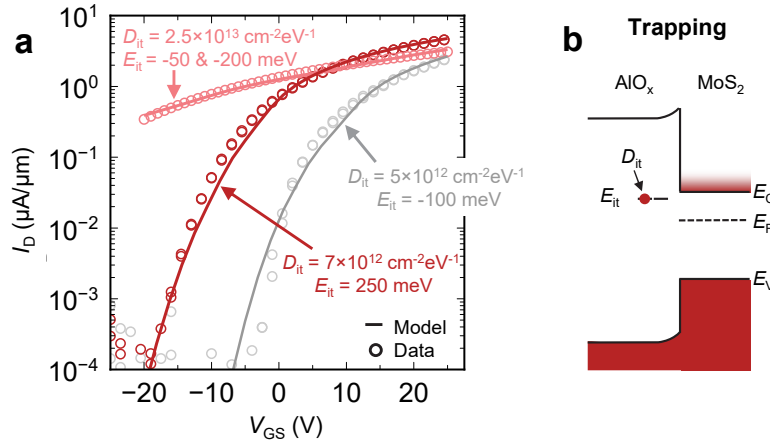 a
D_it = 2.5×10^13 cm^-2eV^-1
E_it = -50 & -200 meV
D_it = 5×10^12 cm^-2eV^-1
E_it = -100 meV
D_it = 7×10^12 cm^-2eV^-1
E_it = 250 meV
Model
Data
10^1
10^0
10^-1
10^-2
10^-3
10^-4
I_D (μA/μm)
−20
−10
0
10
20
V_GS (V)
b
Trapping
AlO_x
MoS_2
D_it
E_it
E_F
E_V